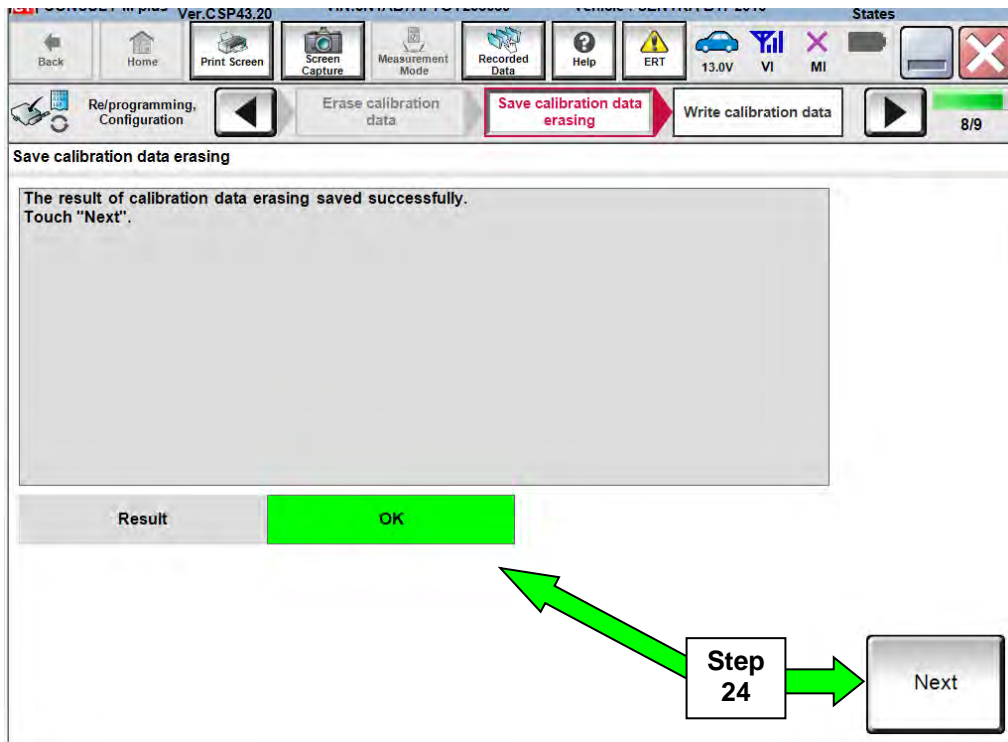 Ver.CSP43.20
States
Back
Home
Print Screen
Screen
Capture
Measurement
Mode
Recorded
Data
Help
ERT
13.0V
VI
MI
Re/programming,
Configuration
Erase calibration
data
Save calibration data
erasing
Write calibration data
8/9
Save calibration data erasing
The result of calibration data erasing saved successfully.
Touch "Next".
Result
OK
Step
24
Next